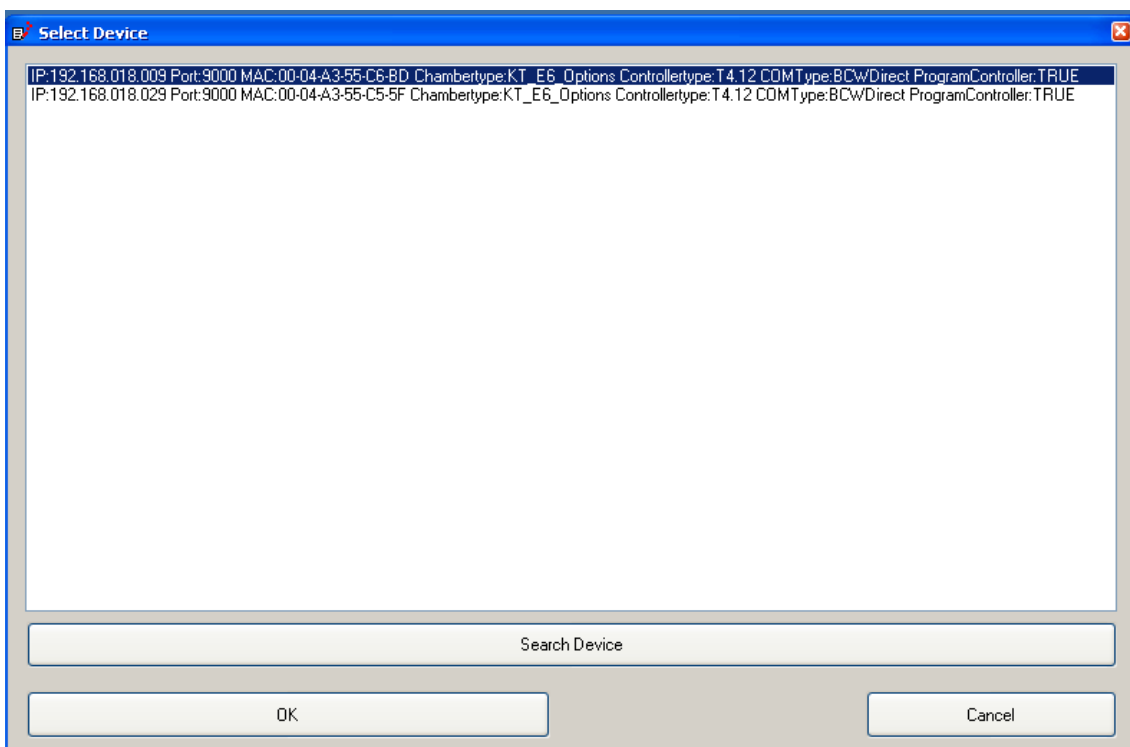 Select Device
IP:192.168.018.009 Port:9000 MAC:00-04-A3-55-C6-BD Chambertype:KT_E6_Options Controllertype:T4.12 COMType:BCWDirect ProgramController:TRUE
IP:192.168.018.029 Port:9000 MAC:00-04-A3-55-C5-5F Chambertype:KT_E6_Options Controllertype:T4.12 COMType:BCWDirect ProgramController:TRUE
Search Device
OK
Cancel